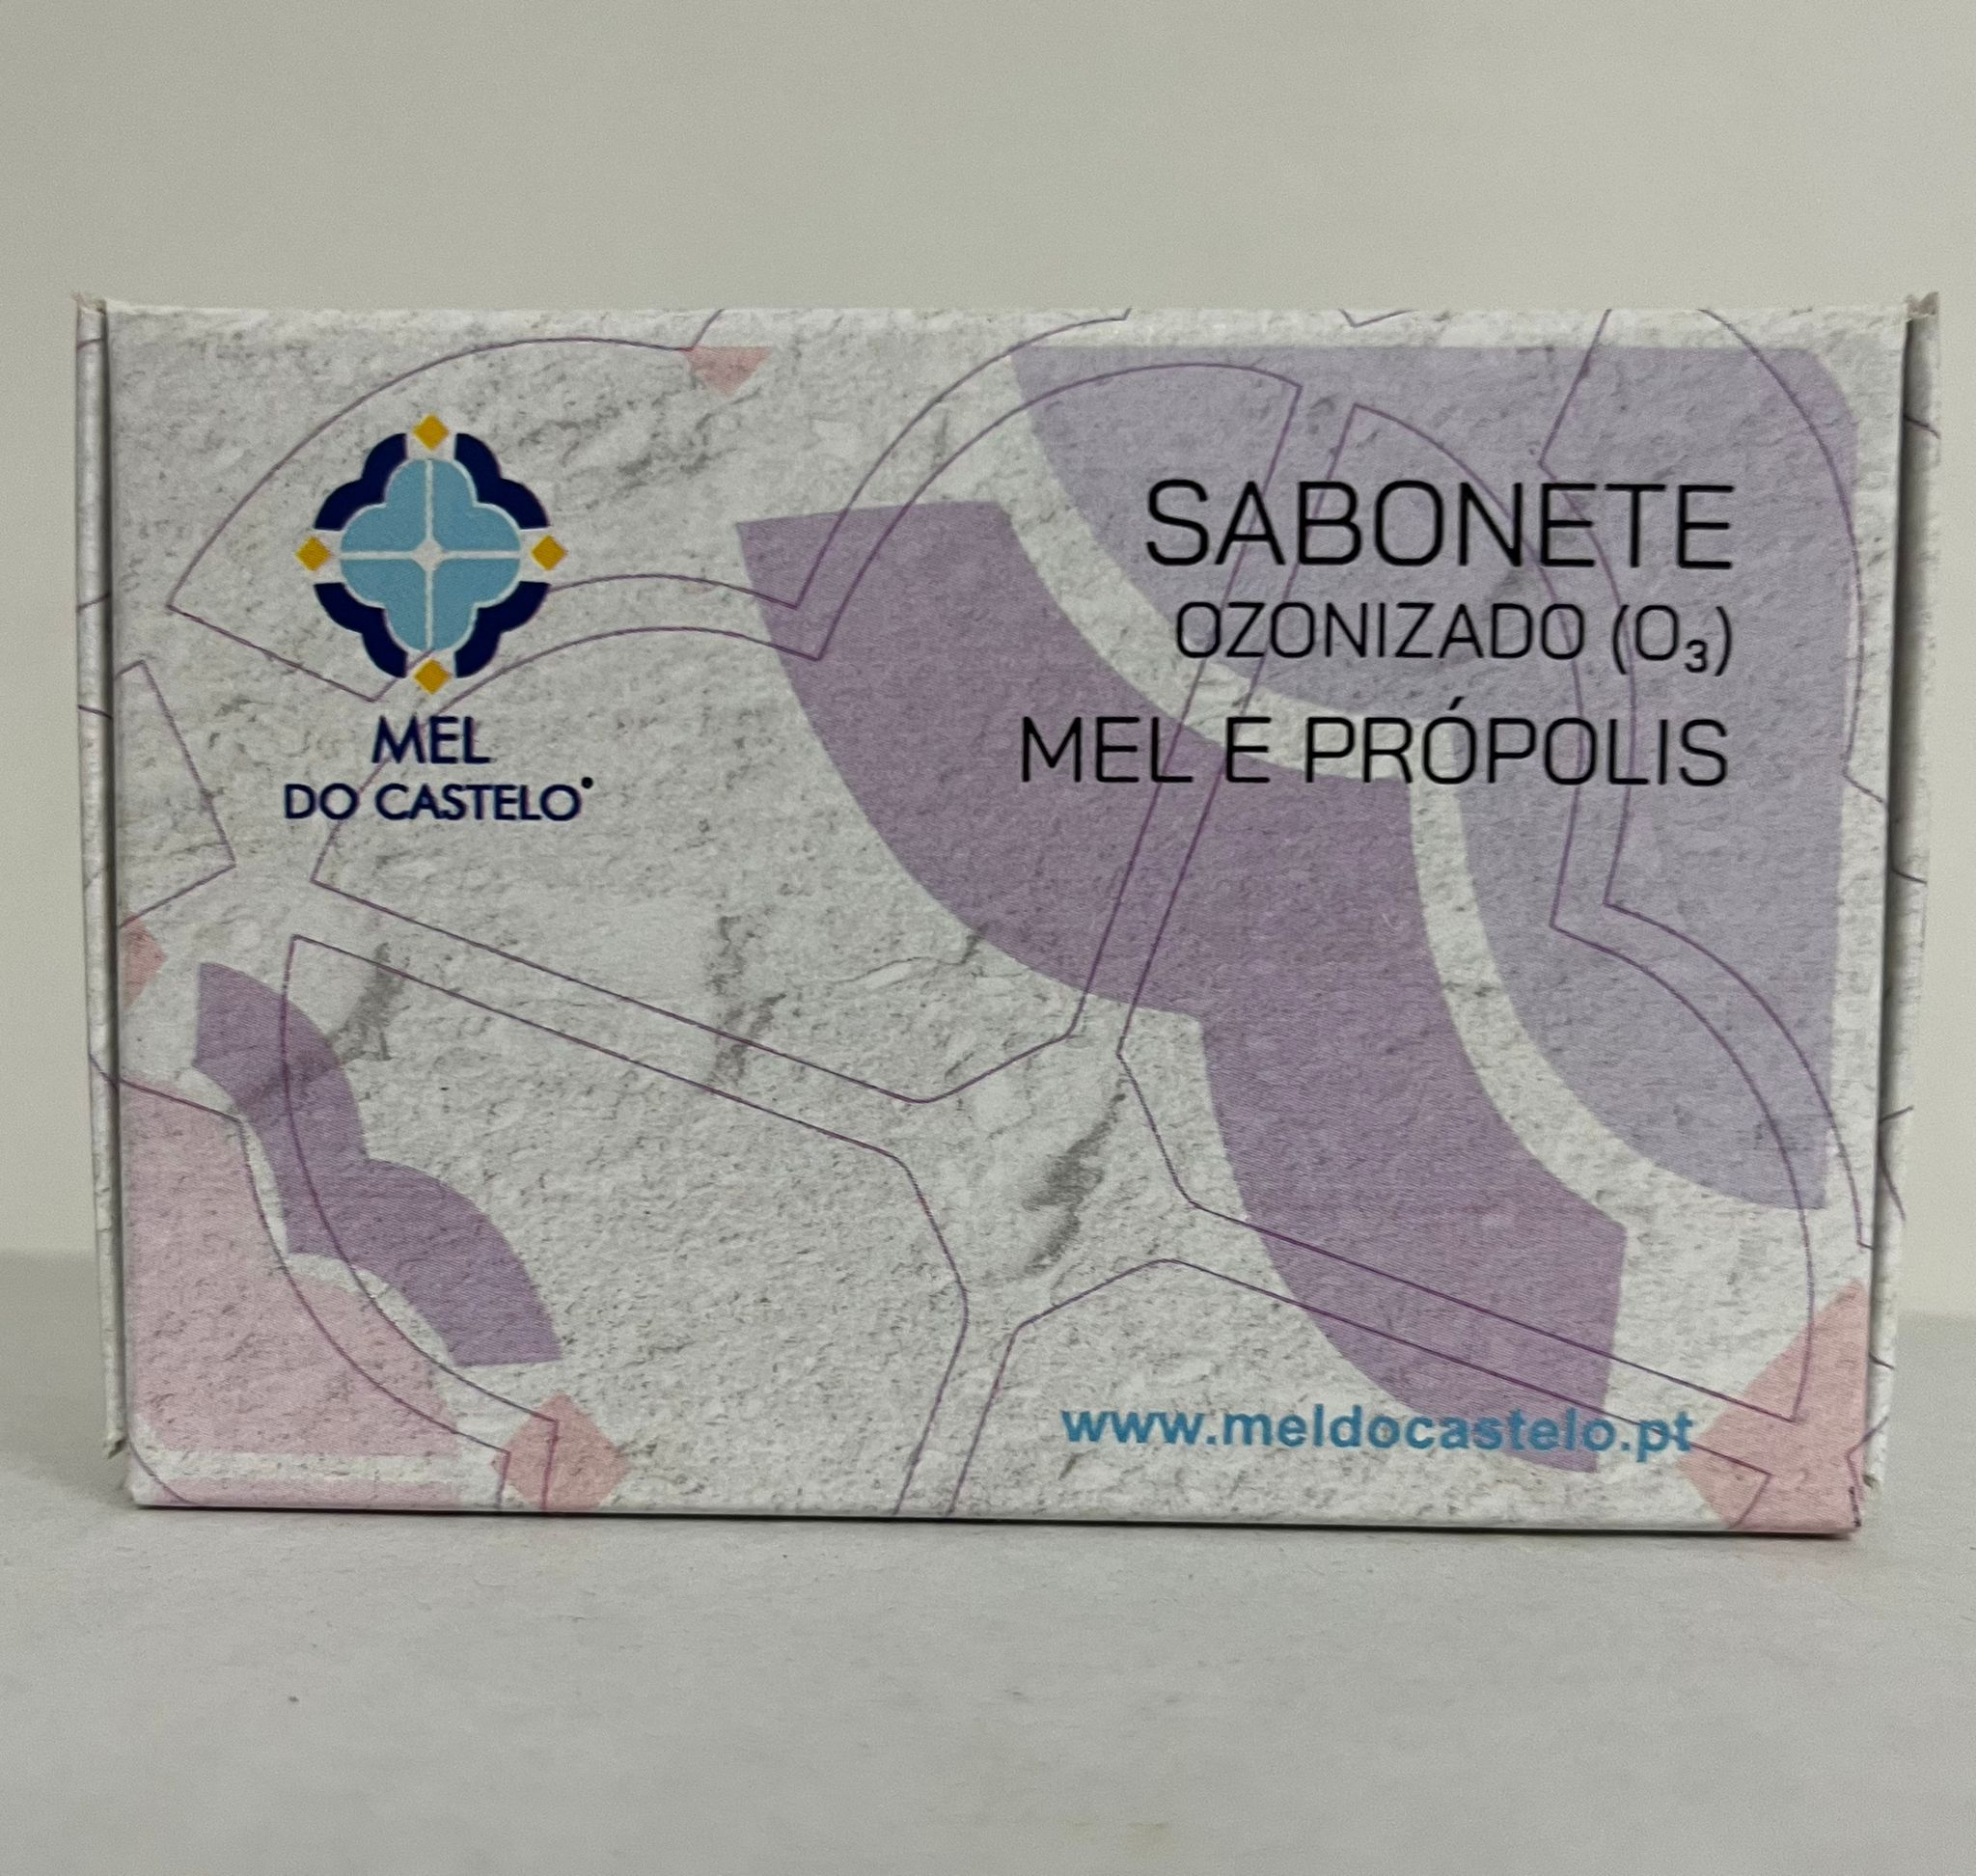 MEL
DO CASTELO
SABONETE
OZONIZADO (O₃)
MEL E PRÓPOLIS
www.meldocastelo.pt